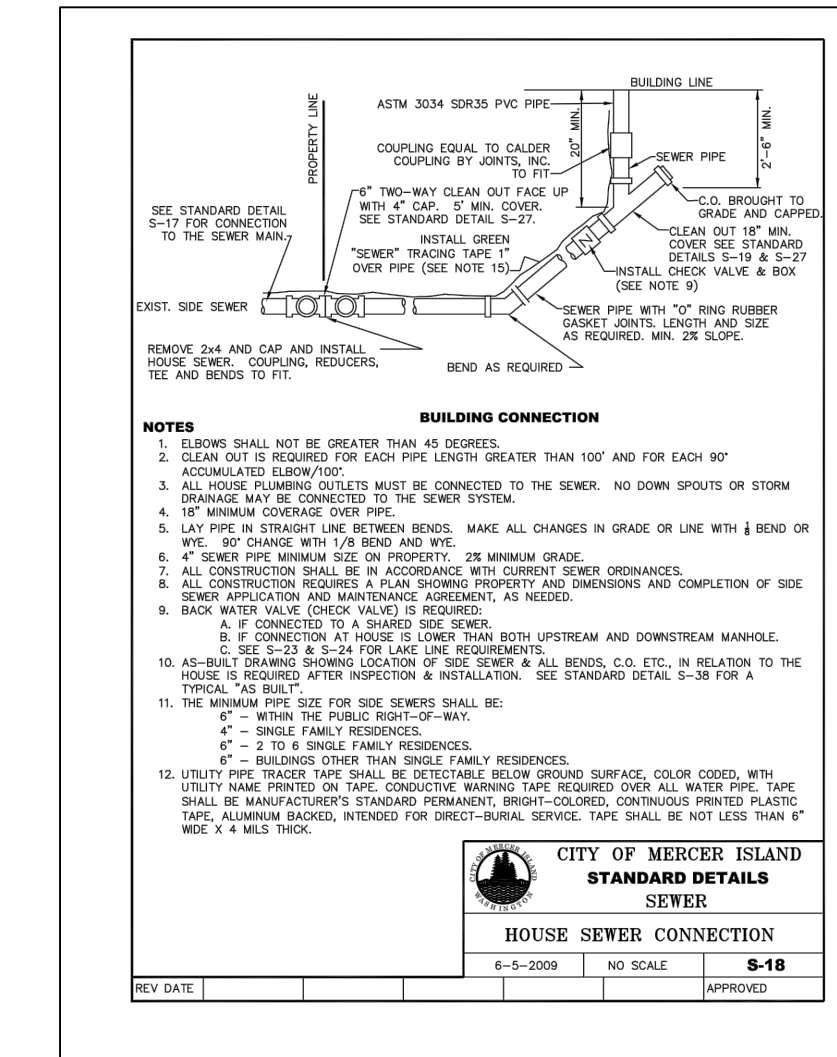 BUILDING LINE
PROPERTY LINE
ASTM 3034 SDR35 PVC PIPE
20" MIN.
2'-6" MIN.
COUPLING EQUAL TO CALDER
COUPLING BY JOINTS, INC.
TO FIT
SEWER PIPE
6" TWO-WAY CLEAN OUT FACE UP
WITH 4" CAP. 5' MIN. COVER.
SEE STANDARD DETAIL S-27.
C.O. BROUGHT TO
GRADE AND CAPPED.
SEE STANDARD DETAIL
S-17 FOR CONNECTION
TO THE SEWER MAIN.
CLEAN OUT 18" MIN.
COVER SEE STANDARD
DETAILS S-19 & S-27
INSTALL GREEN
"SEWER" TRACING TAPE 1"
OVER PIPE (SEE NOTE 15)
N
INSTALL CHECK VALVE & BOX
(SEE NOTE 9)
EXIST. SIDE SEWER
SEWER PIPE WITH "O" RING RUBBER
GASKET JOINTS. LENGTH AND SIZE
AS REQUIRED. MIN. 2% SLOPE.
REMOVE 2x4 AND CAP AND INSTALL
HOUSE SEWER. COUPLING, REDUCERS,
TEE AND BENDS TO FIT.
BEND AS REQUIRED
BUILDING CONNECTION
NOTES
1. ELBOWS SHALL NOT BE GREATER THAN 45 DEGREES.
2. CLEAN OUT IS REQUIRED FOR EACH PIPE LENGTH GREATER THAN 100' AND FOR EACH 90°
ACCUMULATED ELBOW/100'.
3. ALL HOUSE PLUMBING OUTLETS MUST BE CONNECTED TO THE SEWER. NO DOWN SPOUTS OR STORM
DRAINAGE MAY BE CONNECTED TO THE SEWER SYSTEM.
4. 18" MINIMUM COVERAGE OVER PIPE.
5. LAY PIPE IN STRAIGHT LINE BETWEEN BENDS. MAKE ALL CHANGES IN GRADE OR LINE WITH 1/8 BEND OR
WYE. 90° CHANGE WITH 1/8 BEND AND WYE.
6. 4" SEWER PIPE MINIMUM SIZE ON PROPERTY. 2% MINIMUM GRADE.
7. ALL CONSTRUCTION SHALL BE IN ACCORDANCE WITH CURRENT SEWER ORDINANCES.
8. ALL CONSTRUCTION REQUIRES A PLAN SHOWING PROPERTY AND DIMENSIONS AND COMPLETION OF SIDE
SEWER APPLICATION AND MAINTENANCE AGREEMENT, AS NEEDED.
9. BACK WATER VALVE (CHECK VALVE) IS REQUIRED:
A. IF CONNECTED TO A SHARED SIDE SEWER.
B. IF CONNECTION AT HOUSE IS LOWER THAN BOTH UPSTREAM AND DOWNSTREAM MANHOLE.
C. SEE S-23 & S-24 FOR LAKE LINE REQUIREMENTS.
10. AS-BUILT DRAWING SHOWING LOCATION OF SIDE SEWER & ALL BENDS, C.O. ETC., IN RELATION TO THE
HOUSE IS REQUIRED AFTER INSPECTION & INSTALLATION. SEE STANDARD DETAIL S-38 FOR A
TYPICAL "AS BUILT".
11. THE MINIMUM PIPE SIZE FOR SIDE SEWERS SHALL BE:
6" - WITHIN THE PUBLIC RIGHT-OF-WAY.
4" - SINGLE FAMILY RESIDENCES.
6" - 2 TO 6 SINGLE FAMILY RESIDENCES.
6" - BUILDINGS OTHER THAN SINGLE FAMILY RESIDENCES.
12. UTILITY PIPE TRACER TAPE SHALL BE DETECTABLE BELOW GROUND SURFACE, COLOR CODED, WITH
UTILITY NAME PRINTED ON TAPE. CONDUCTIVE WARNING TAPE REQUIRED OVER ALL WATER PIPE. TAPE
SHALL BE MANUFACTURER'S STANDARD PERMANENT, BRIGHT-COLORED, CONTINUOUS PRINTED PLASTIC
TAPE, ALUMINUM BACKED, INTENDED FOR DIRECT-BURIAL SERVICE. TAPE SHALL BE NOT LESS THAN 6"
WIDE X 4 MILS THICK.
CITY OF MERCER ISLAND
WASHINGTON
CITY OF MERCER ISLAND
STANDARD DETAILS
SEWER
HOUSE SEWER CONNECTION
6-5-2009 NO SCALE S-18
REV DATE APPROVED